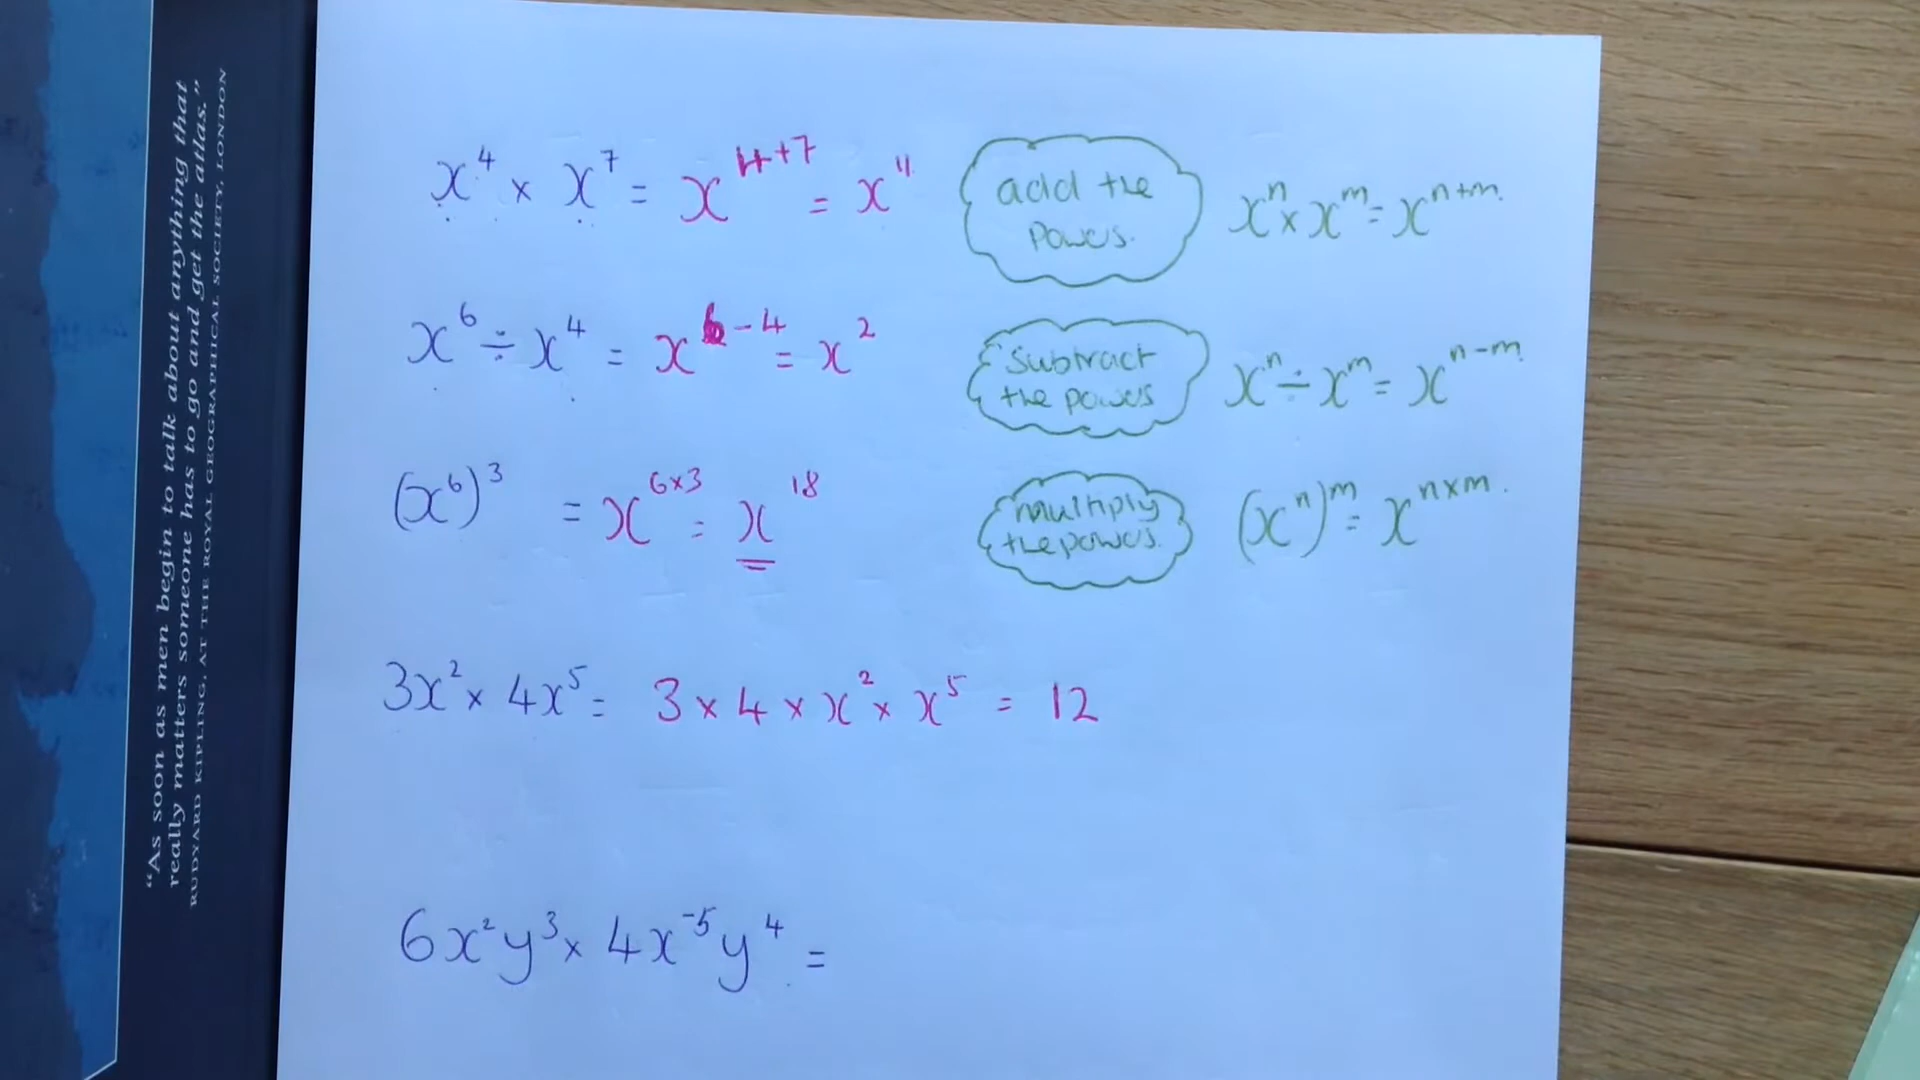 “As soon as men begin to talk about anything that
really matters someone has to go and get the atlas.”
RUDYARD KIPLING, AT THE ROYAL GEOGRAPHICAL SOCIETY, LONDON
x⁴ × x⁷ = x⁴⁺⁷ = x¹¹
add the
powers.
xⁿ × xᵐ = xⁿ⁺ᵐ.
x⁶ ÷ x⁴ = x⁶⁻⁴ = x²
subtract
the powers
xⁿ ÷ xᵐ = xⁿ⁻ᵐ.
(x⁶)³ = x⁶ˣ³ = x¹⁸
multiply
the powers.
(xⁿ)ᵐ = xⁿˣᵐ.
3x² × 4x⁵ = 3 × 4 × x² × x⁵ = 12
6x²y³ × 4x⁻⁵y⁴ =